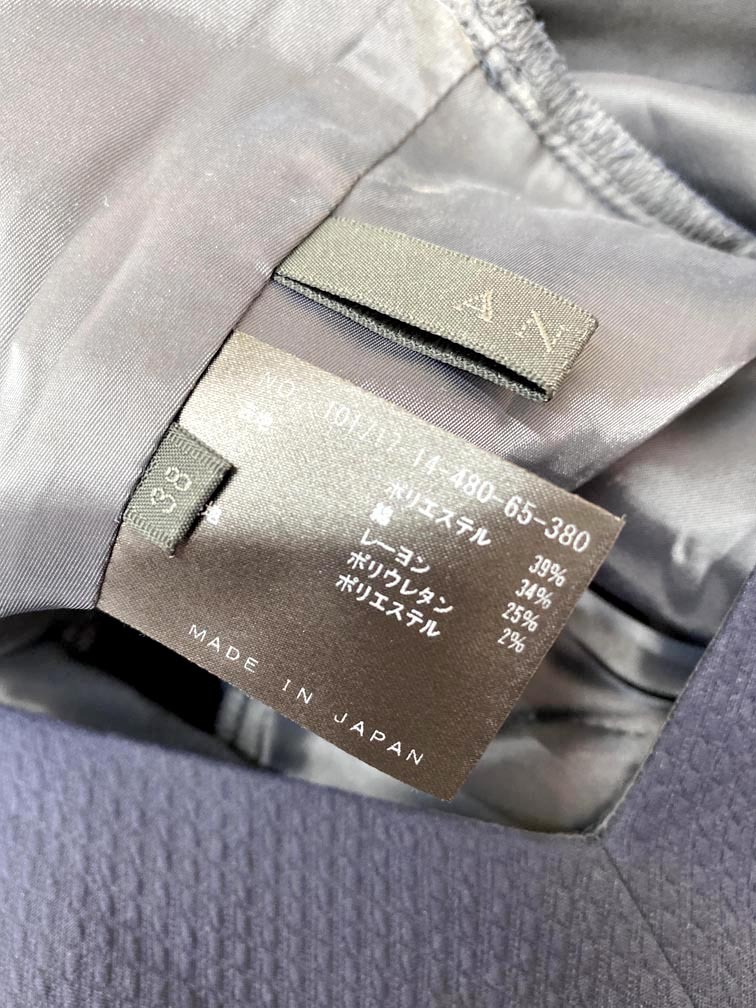 A Z
38
NO. 101717-14-480-65-380
ポリエステル 39%
綿 34%
レーヨン 25%
ポリウレタン 2%
ポリエステル
MADE IN JAPAN